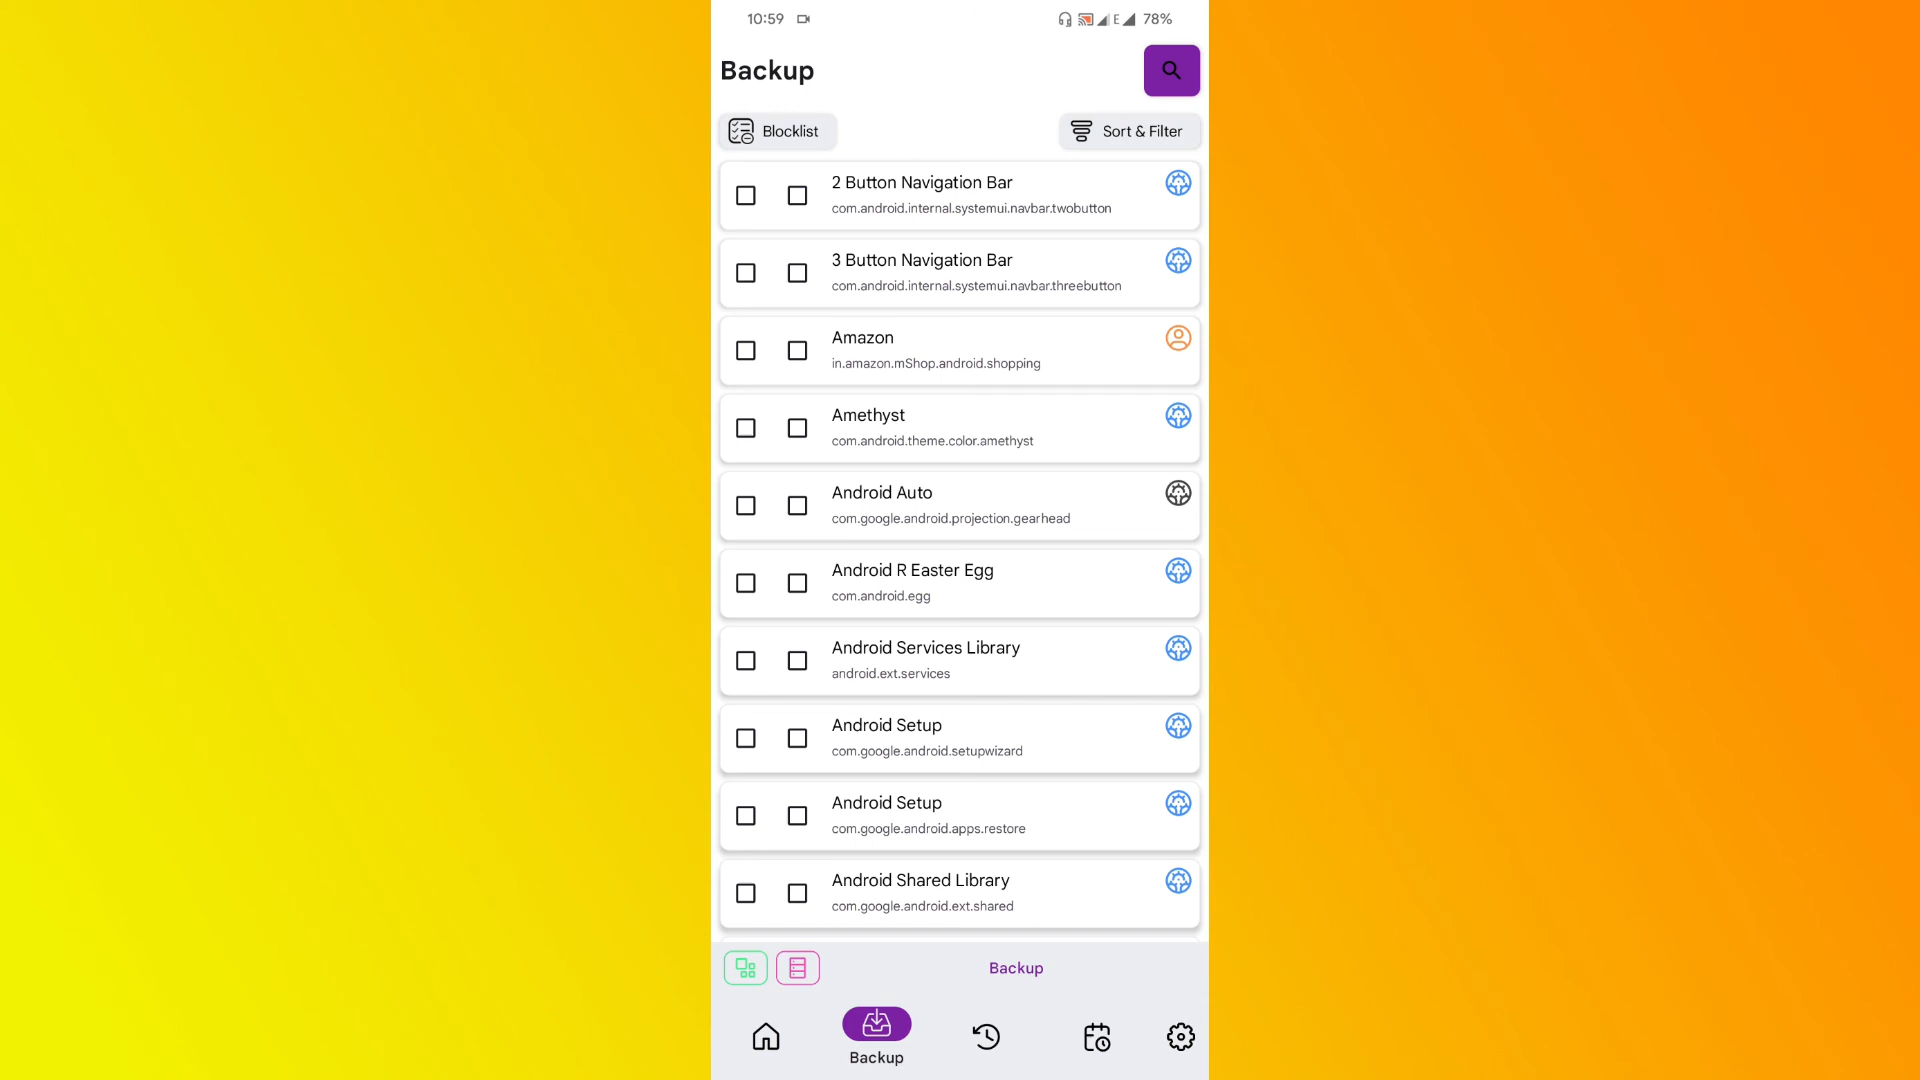 10:59
E
78%
Backup
Blocklist
Sort & Filter
2 Button Navigation Bar
com.android.internal.systemui.navbar.twobutton
3 Button Navigation Bar
com.android.internal.systemui.navbar.threebutton
Amazon
in.amazon.mShop.android.shopping
Amethyst
com.android.theme.color.amethyst
Android Auto
com.google.android.projection.gearhead
Android R Easter Egg
com.android.egg
Android Services Library
android.ext.services
Android Setup
com.google.android.setupwizard
Android Setup
com.google.android.apps.restore
Android Shared Library
com.google.android.ext.shared
Backup
Backup